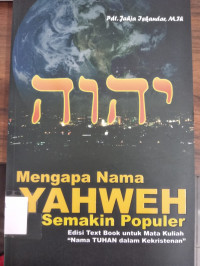 Pdt. Jahja Iskandar, M.Th
יהוה
Mengapa Nama
YAHWEH
Semakin Populer
Edisi Text Book untuk Mata Kuliah
"Nama TUHAN dalam Kekristenan"